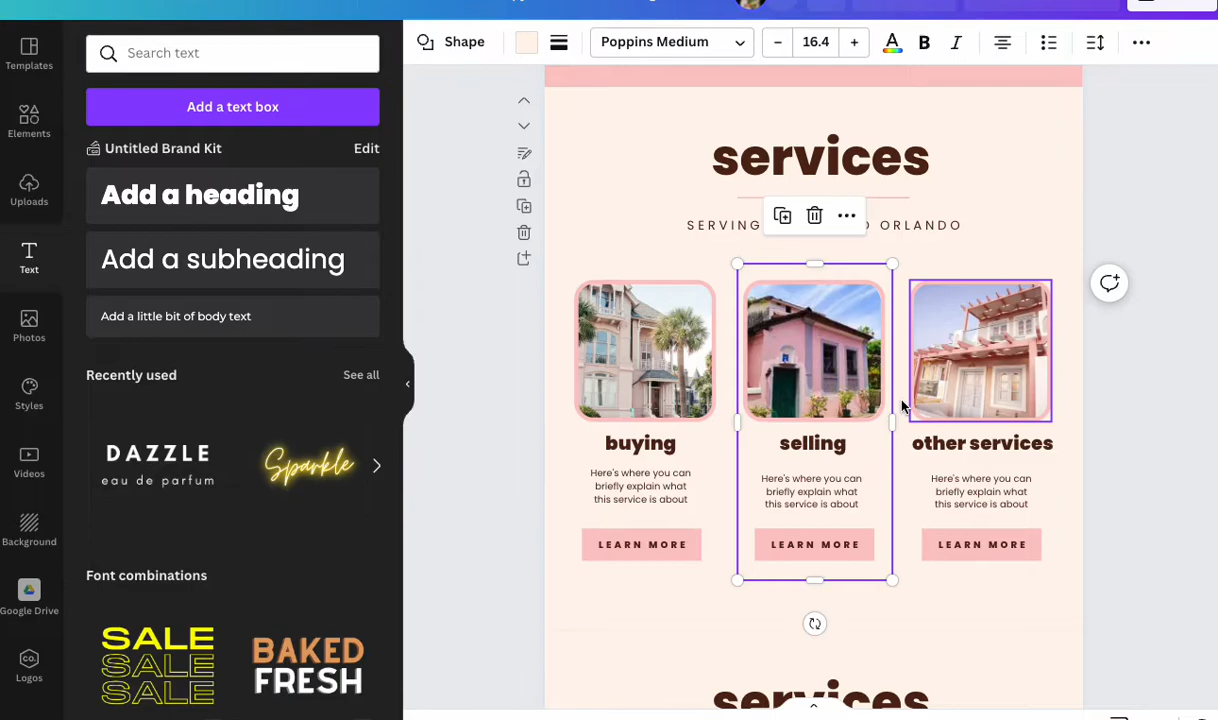 Shape
Poppins Medium
16.4
A
B
I
Templates
Elements
Uploads
Text
Photos
Styles
Videos
Background
Google Drive
Logos
CO.
Search text
Add a text box
Untitled Brand Kit
Edit
Add a heading
Add a subheading
Add a little bit of body text
Recently used
See all
DAZZLE
eau de parfum
Sparkle
Font combinations
SALE
SALE
SALE
BAKED
FRESH
services
SERVING
ORLANDO
buying
Here's where you can
briefly explain what
this service is about
LEARN MORE
selling
Here's where you can
briefly explain what
this service is about
LEARN MORE
other services
Here's where you can
briefly explain what
this service is about
LEARN MORE
services